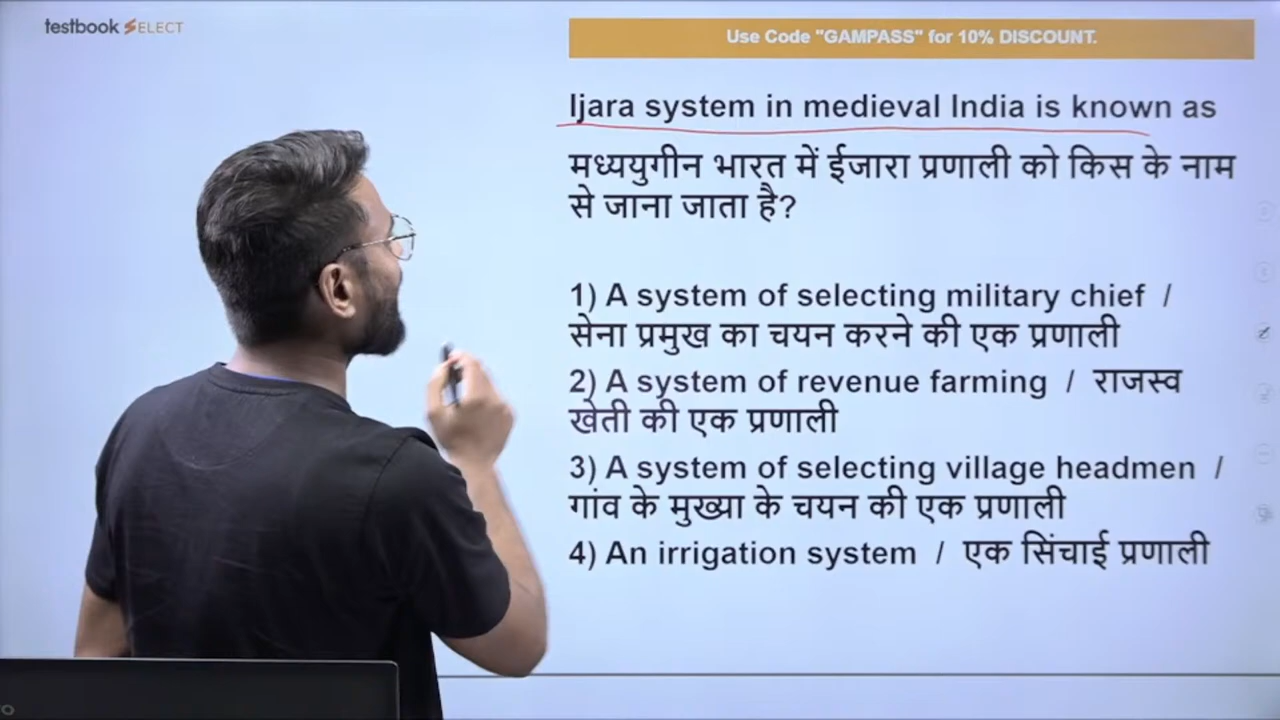 testbook SELECT
Use Code "GAMPASS" for 10% DISCOUNT.
Ijara system in medieval India is known as
मध्ययुगीन भारत में ईजारा प्रणाली को किस के नाम
से जाना जाता है?
1) A system of selecting military chief /
सेना प्रमुख का चयन करने की एक प्रणाली
2) A system of revenue farming / राजस्व
खेती की एक प्रणाली
3) A system of selecting village headmen /
गांव के मुख्या के चयन की एक प्रणाली
4) An irrigation system / एक सिंचाई प्रणाली